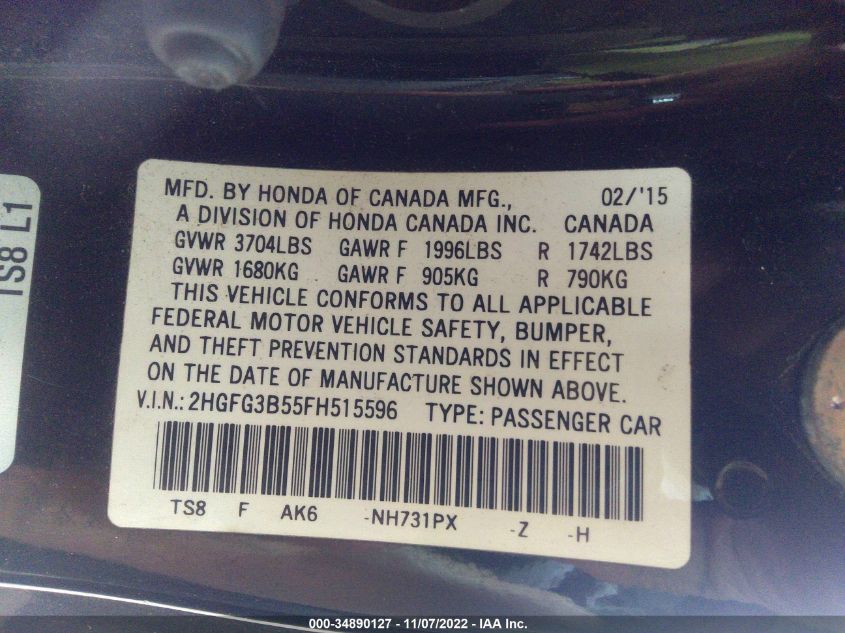 MFD. BY HONDA OF CANADA MFG., 02/'15
A DIVISION OF HONDA CANADA INC. CANADA
GVWR 3704LBS GAWR F 1996LBS R 1742LBS
GVWR 1680KG GAWR F 905KG R 790KG
THIS VEHICLE CONFORMS TO ALL APPLICABLE
FEDERAL MOTOR VEHICLE SAFETY, BUMPER,
AND THEFT PREVENTION STANDARDS IN EFFECT
ON THE DATE OF MANUFACTURE SHOWN ABOVE.
V.I.N.: 2HGFG3B55FH515596 TYPE: PASSENGER CAR
TS8 F AK6 -NH731PX -Z -H
TS8 L1
000-34890127 - 11/07/2022 - IAA Inc.